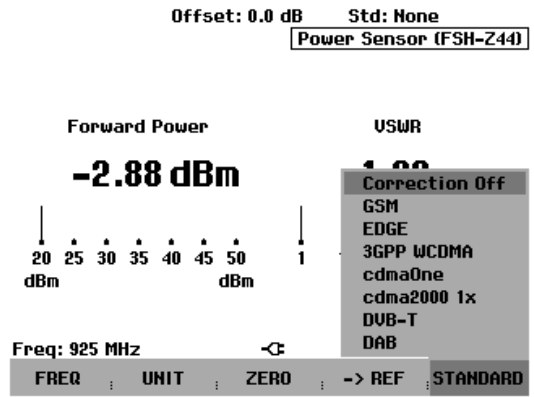 Offset: 0.0 dB Std: None
Power Sensor (FSH-Z44)
Forward Power VSWR
-2.88 dBm
Correction Off
GSM
EDGE
3GPP WCDMA
cdmaOne
cdma2000 1x
DVB-T
DAB
20 25 30 35 40 45 50 1
dBm dBm
Freq: 925 MHz
FREQ UNIT ZERO -> REF STANDARD